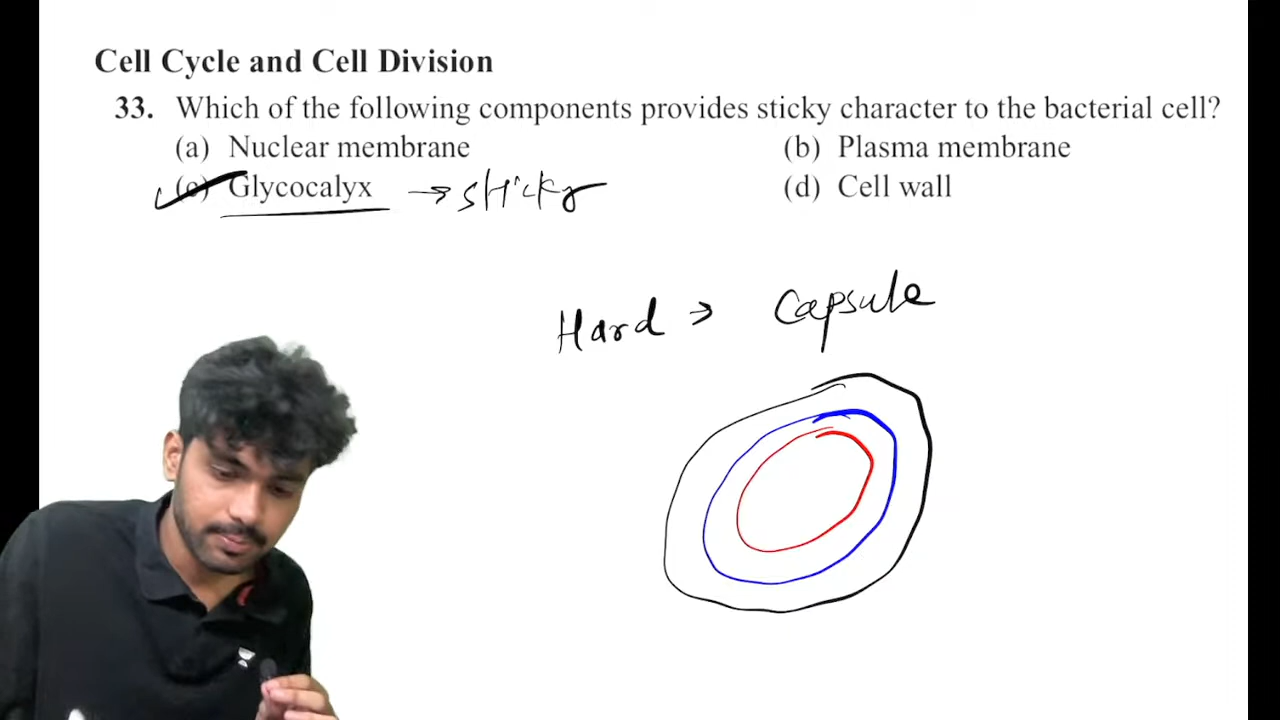 Cell Cycle and Cell Division
33. Which of the following components provides sticky character to the bacterial cell?
(a) Nuclear membrane (b) Plasma membrane
(c) Glycocalyx → sticky (d) Cell wall
Hard → Capsule